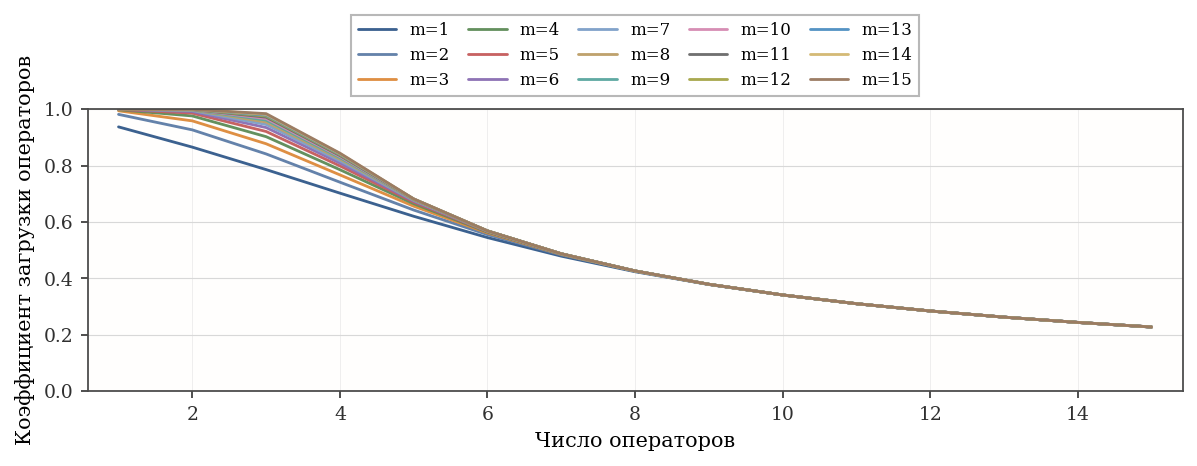 m=1 m=4 m=7 m=10 m=13
m=2 m=5 m=8 m=11 m=14
m=3 m=6 m=9 m=12 m=15
Коэффициент загрузки операторов
1.0
0.8
0.6
0.4
0.2
0.0
2 4 6 8 10 12 14
Число операторов